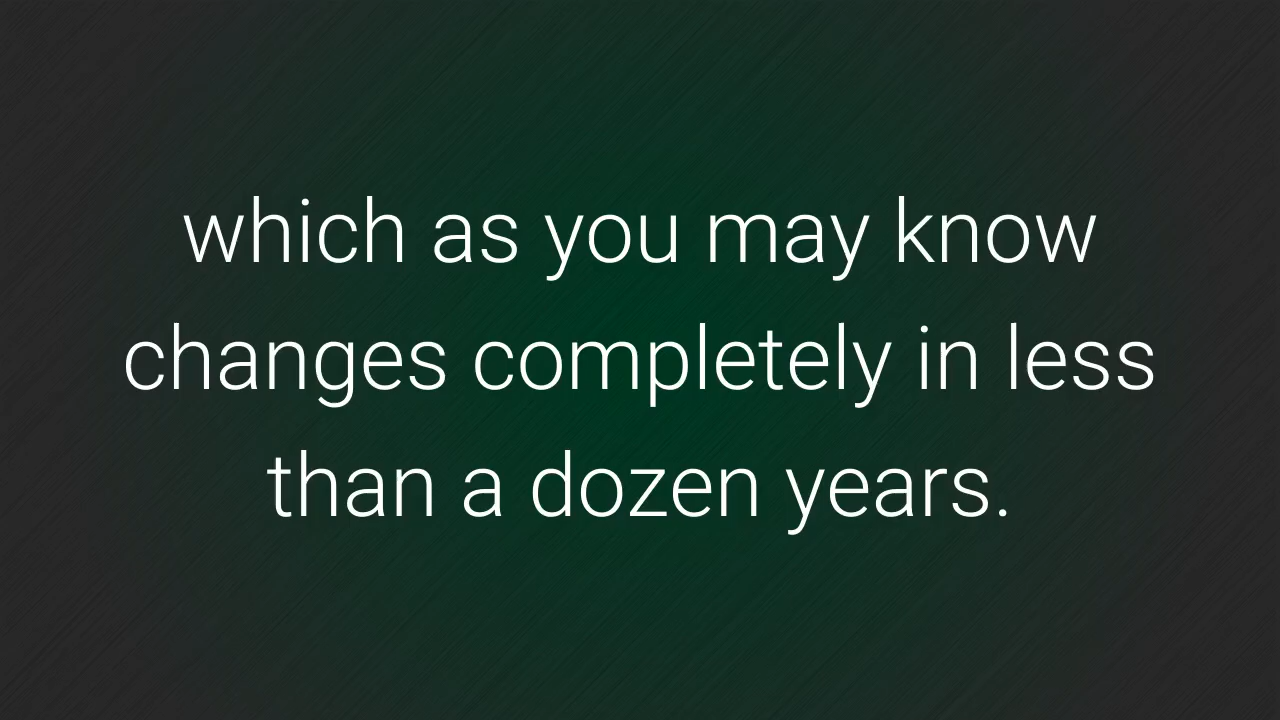 which as you may know
changes completely in less
than a dozen years.